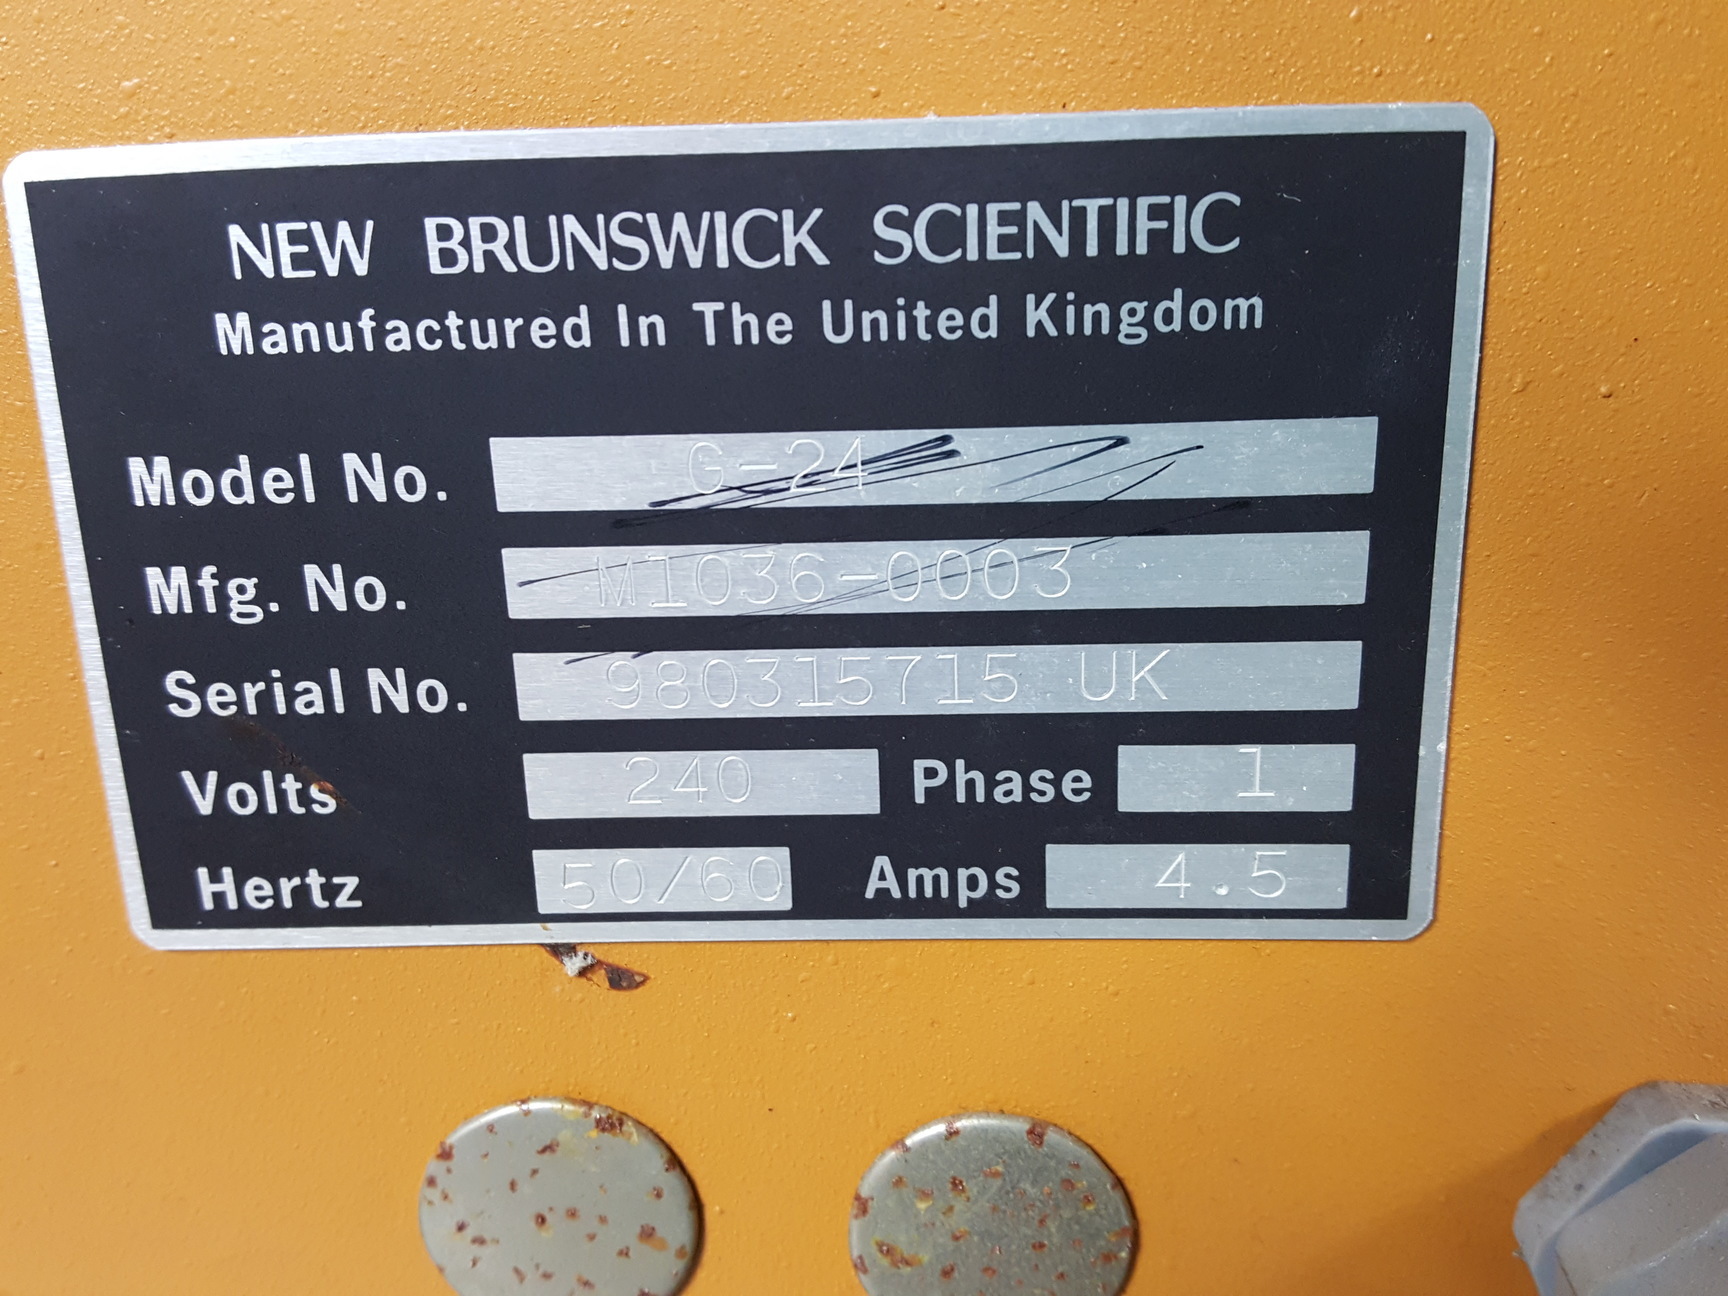 NEW BRUNSWICK SCIENTIFIC
Manufactured In The United Kingdom
Model No. G-24
Mfg. No. M1036-0003
Serial No. 980315715 UK
Volts 240 Phase 1
Hertz 50/60 Amps 4.5